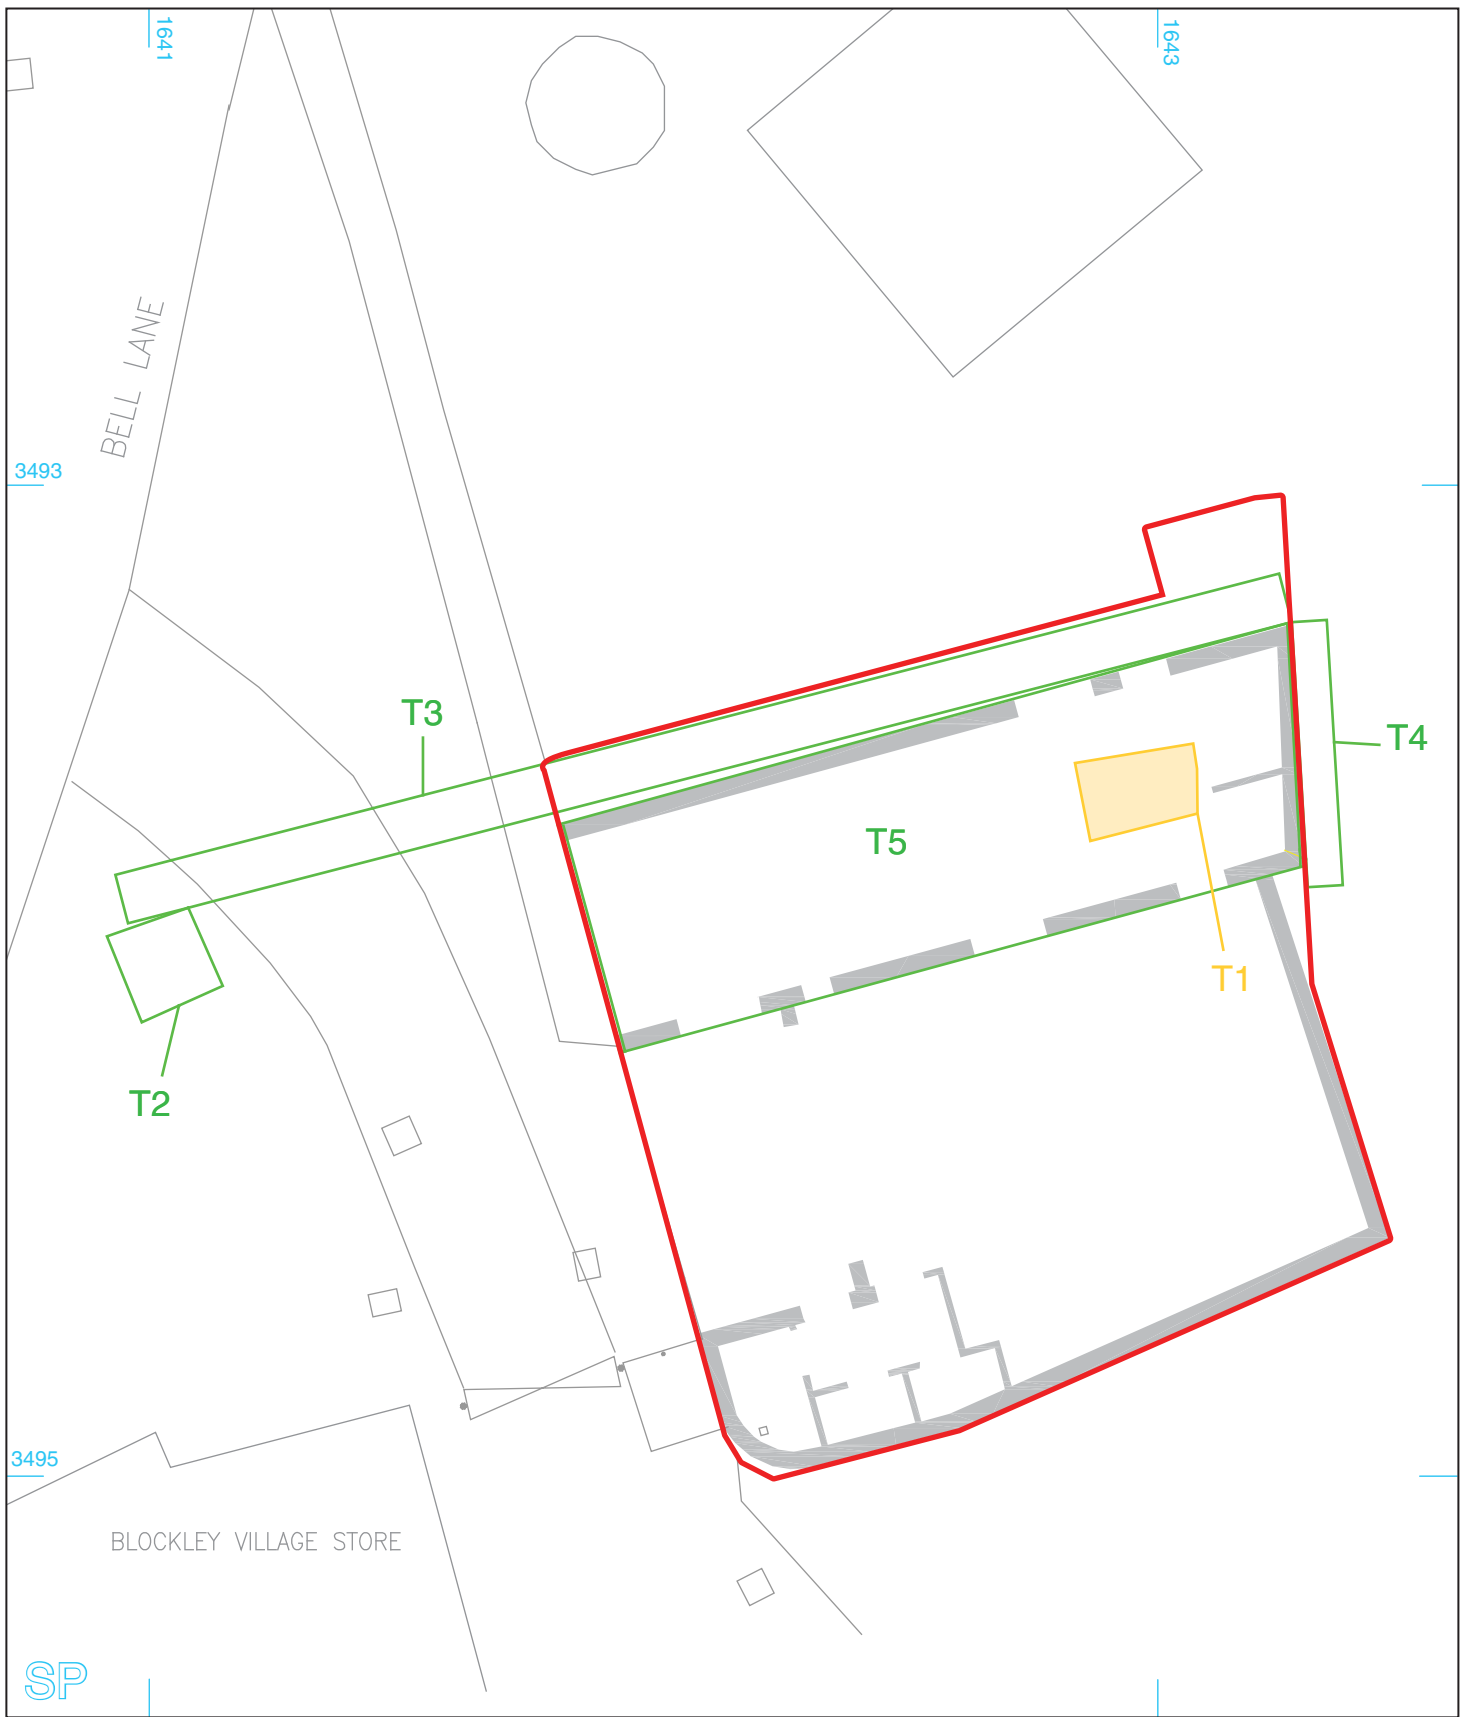 1641
1643
BELL LANE
3493
T3
T4
T5
T1
T2
3495
BLOCKLEY VILLAGE STORE
SP